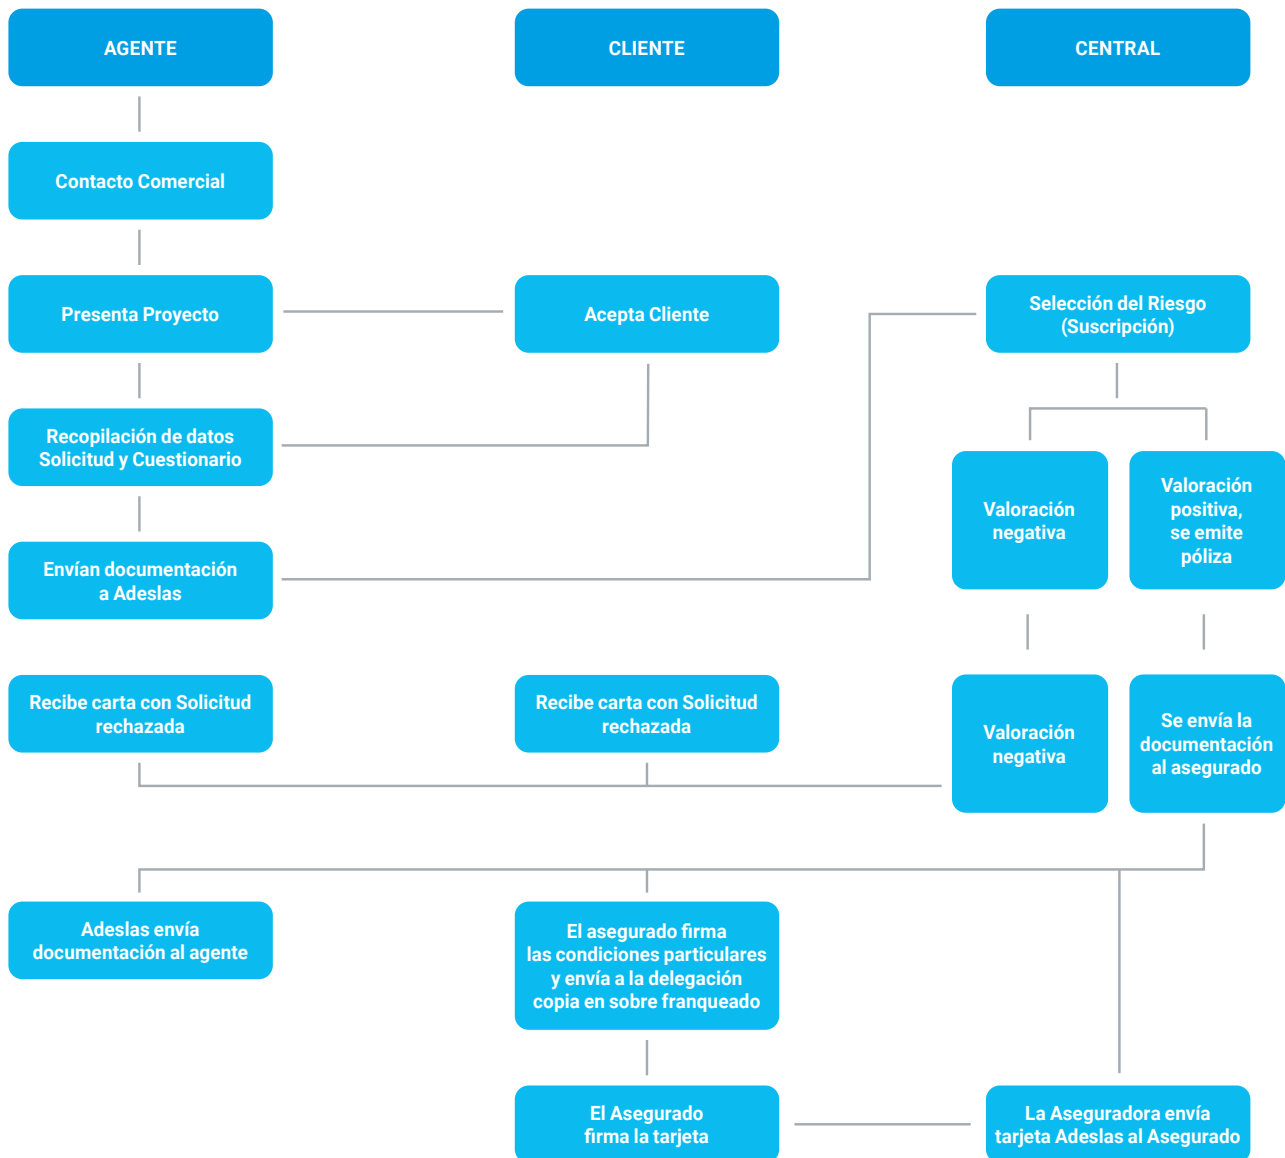 AGENTE
CLIENTE
CENTRAL
Contacto Comercial
Presenta Proyecto
Acepta Cliente
Selección del Riesgo
(Suscripción)
Recopilación de datos
Solicitud y Cuestionario
Valoración
negativa
Valoración
positiva,
se emite
póliza
Envían documentación
a Adeslas
Recibe carta con Solicitud
rechazada
Recibe carta con Solicitud
rechazada
Valoración
negativa
Se envía la
documentación
al asegurado
Adeslas envía
documentación al agente
El asegurado firma
las condiciones particulares
y envía a la delegación
copia en sobre franqueado
El Asegurado
firma la tarjeta
La Aseguradora envía
tarjeta Adeslas al Asegurado